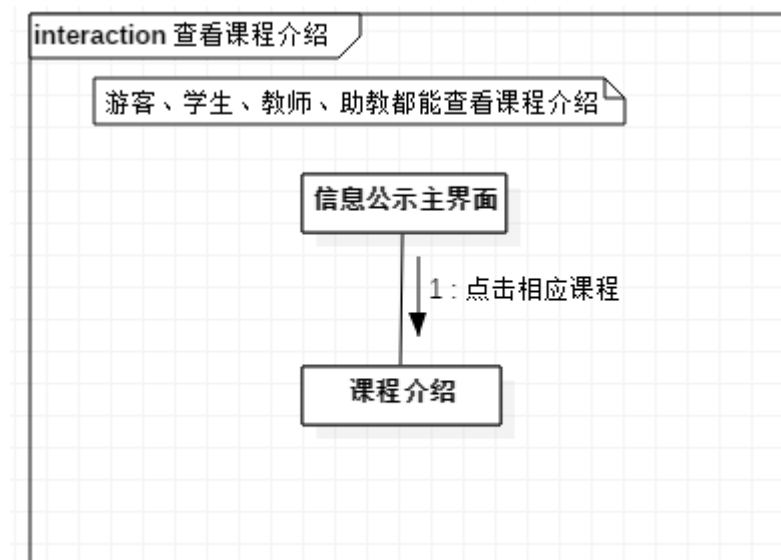 interaction 查看课程介绍
游客、学生、教师、助教都能查看课程介绍
信息公示主界面
1 : 点击相应课程
课程介绍